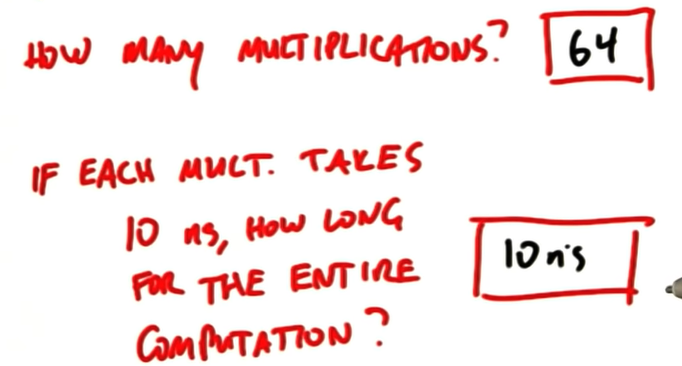 HOW MANY MULTIPLICATIONS? 64
IF EACH MULT. TAKES
10 ns, HOW LONG
FOR THE ENTIRE 10 ns
COMPUTATION?